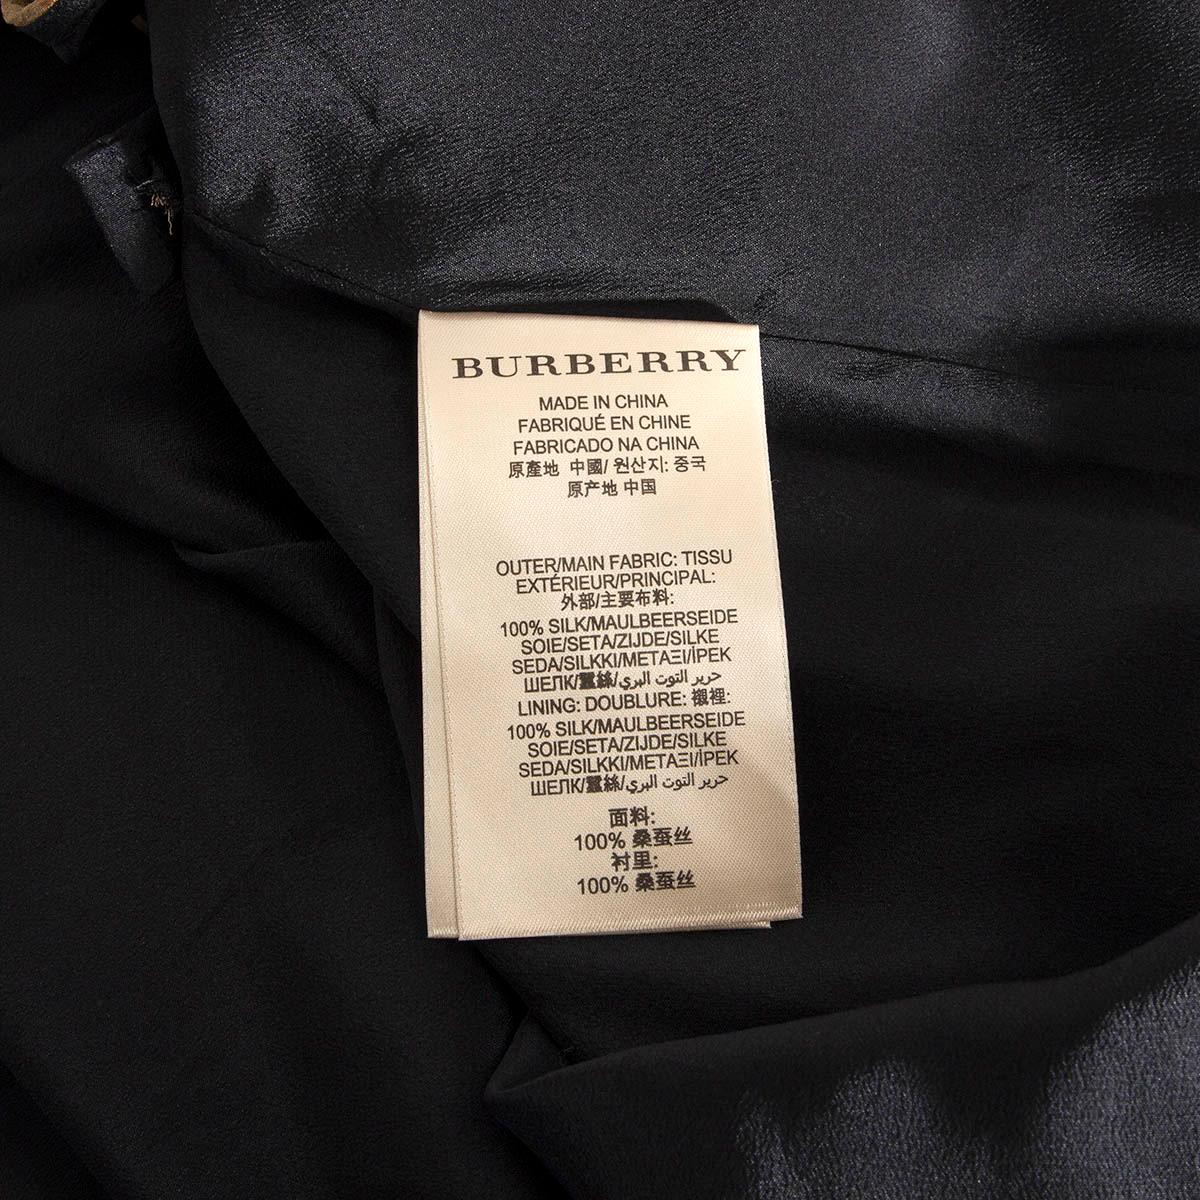 BURBERRY
MADE IN CHINA
FABRIQUÉ EN CHINE
FABRICADO NA CHINA
原產地 中國/ 원산지: 중국
原产地 中国
OUTER/MAIN FABRIC: TISSU
EXTÉRIEUR/PRINCIPAL:
外部/主要布料:
100% SILK/MAULBEERSEIDE
SOIE/SETA/ZIJDE/SILKE
SEDA/SILKKI/ΜΕΤΑΞΙ/İPEK
ШЕЛК/蠶絲/حرير التوت البري
LINING: DOUBLURE: 襯裡:
100% SILK/MAULBEERSEIDE
SOIE/SETA/ZIJDE/SILKE
SEDA/SILKKI/ΜΕΤΑΞΙ/İPEK
ШЕЛК/蠶絲/حرير التوت البري
面料:
100% 桑蚕丝
衬里:
100% 桑蚕丝